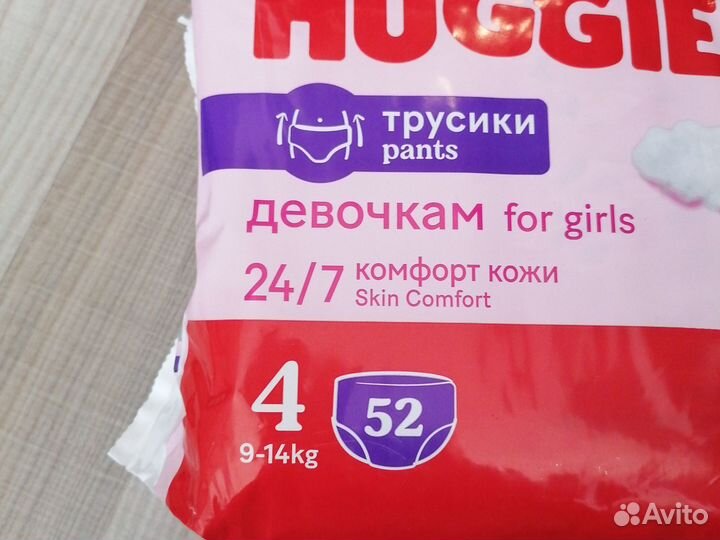 HUGGIE
трусики
pants
девочкам for girls
24/7 комфорт кожи
Skin Comfort
4 52
9-14kg
Avito